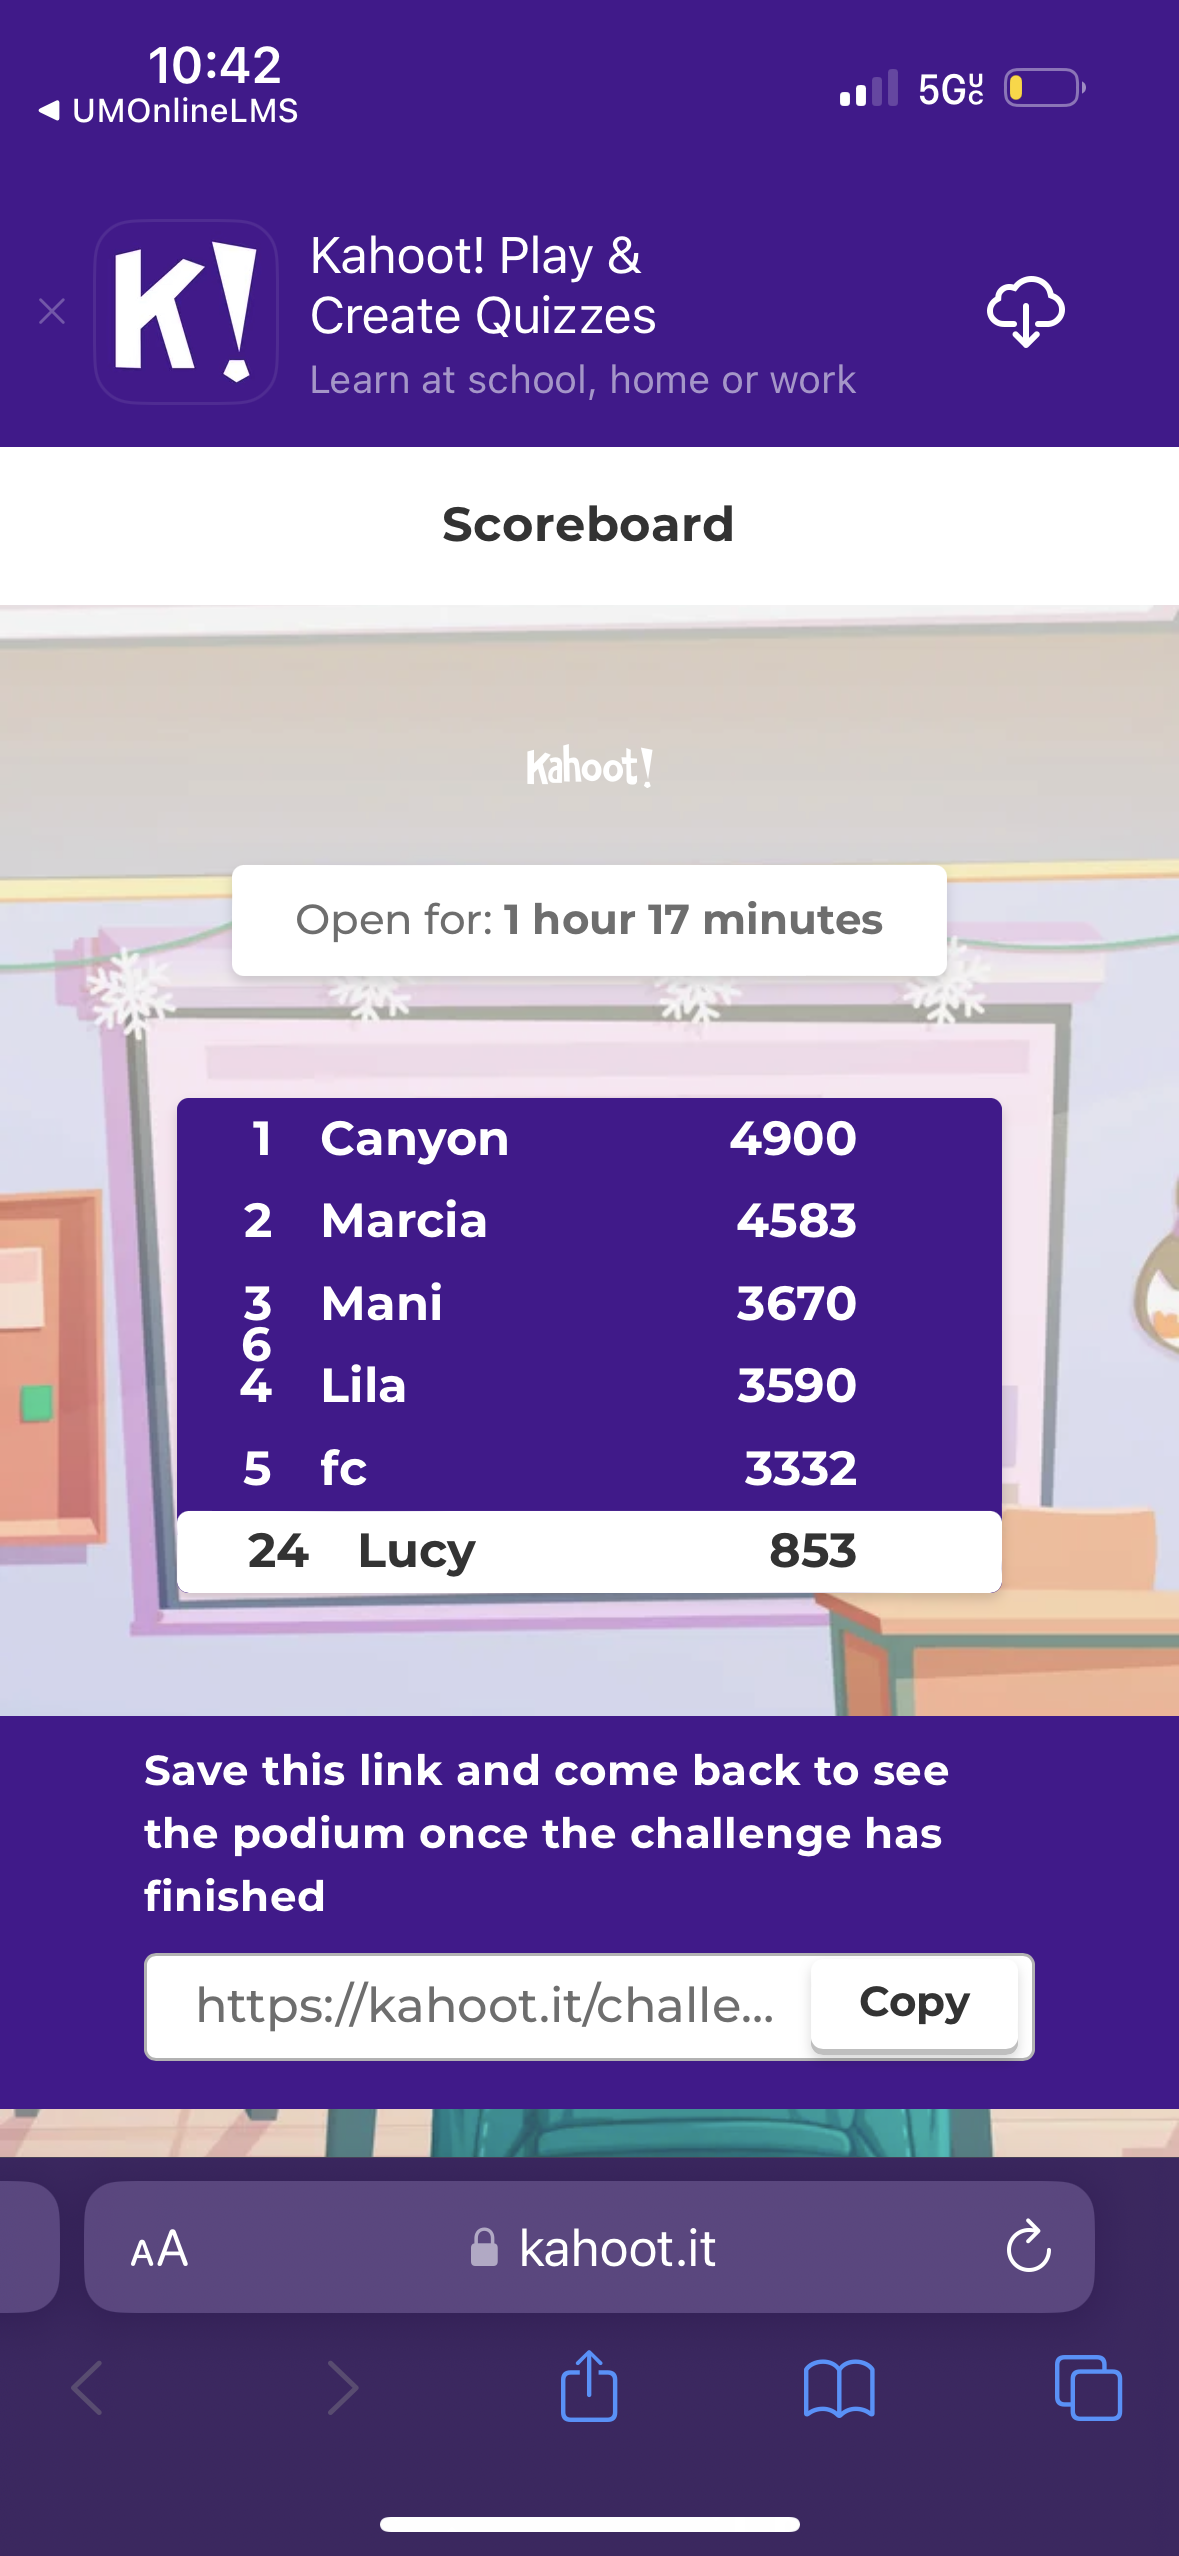 10:42
5G UC
◀ UMOnlineLMS
K!
Kahoot! Play &
Create Quizzes
Learn at school, home or work
Scoreboard
Kahoot!
Open for: 1 hour 17 minutes
1 Canyon 4900
2 Marcia 4583
3 Mani 3670
6
4 Lila 3590
5 fc 3332
24 Lucy 853
Save this link and come back to see
the podium once the challenge has
finished
https://kahoot.it/challe... Copy
AA kahoot.it